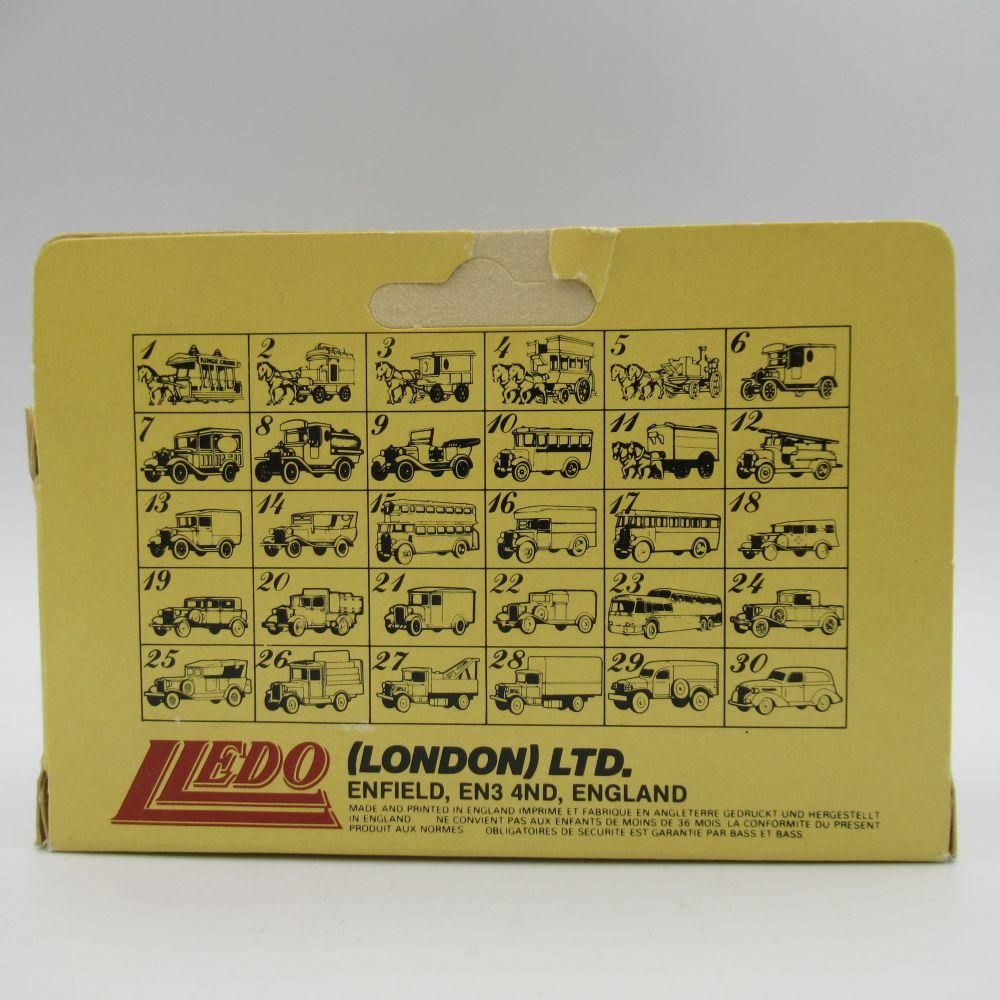 1 2 3 4 5 6
KINGS CROSS
7 8 9 10 11 12
13 14 15 16 17 18
19 20 21 22 23 24
25 26 27 28 29 30
LLEDO (LONDON) LTD.
ENFIELD, EN3 4ND, ENGLAND
MADE AND PRINTED IN ENGLAND IMPRIME ET FABRIQUE EN ANGLETERRE GEDRUCKT UND HERGESTELLT
IN ENGLAND NE CONVIENT PAS AUX ENFANTS DE MOINS DE 36 MOIS. LA CONFORMITE DU PRESENT
PRODUIT AUX NORMES OBLIGATOIRES DE SECURITE EST GARANTIE PAR BASS ET BASS.